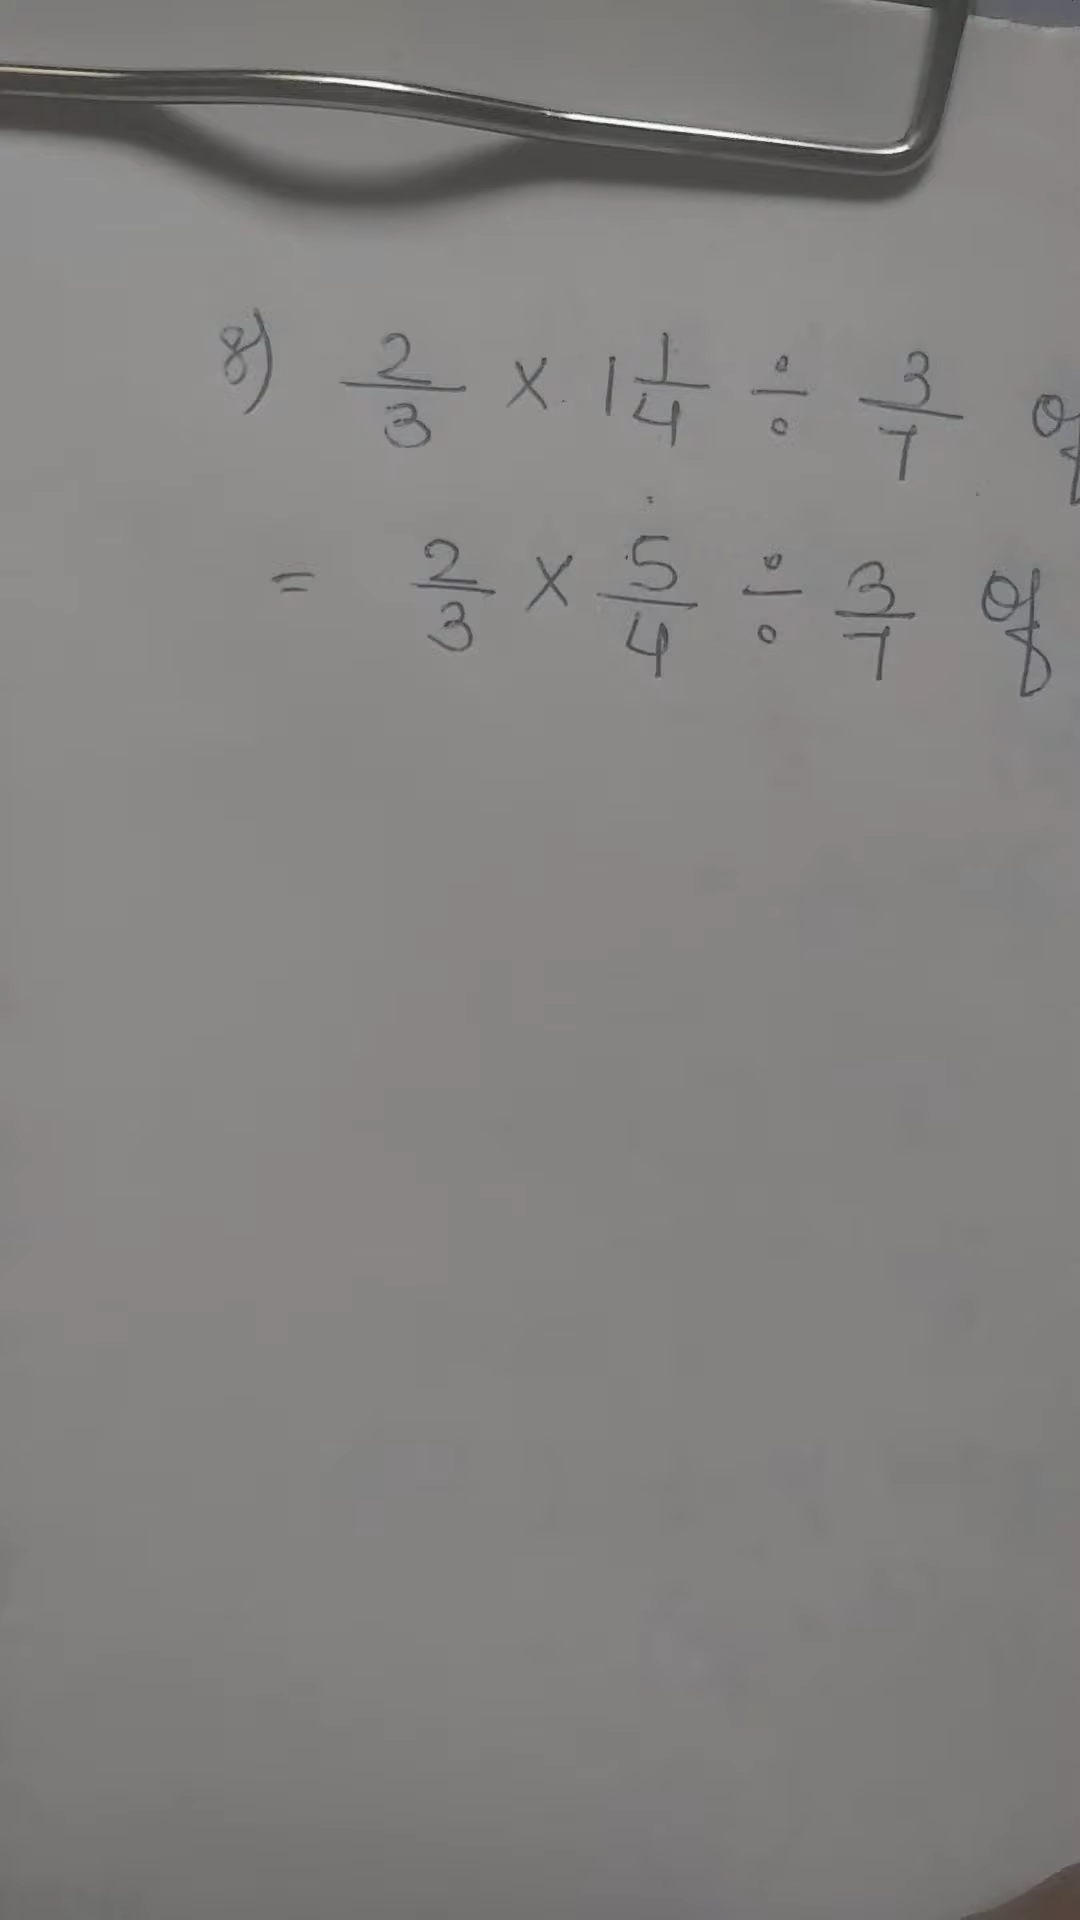 8) 2/3 × 1 1/4 ÷ 3/7 of
= 2/3 × 5/4 ÷ 3/7 of